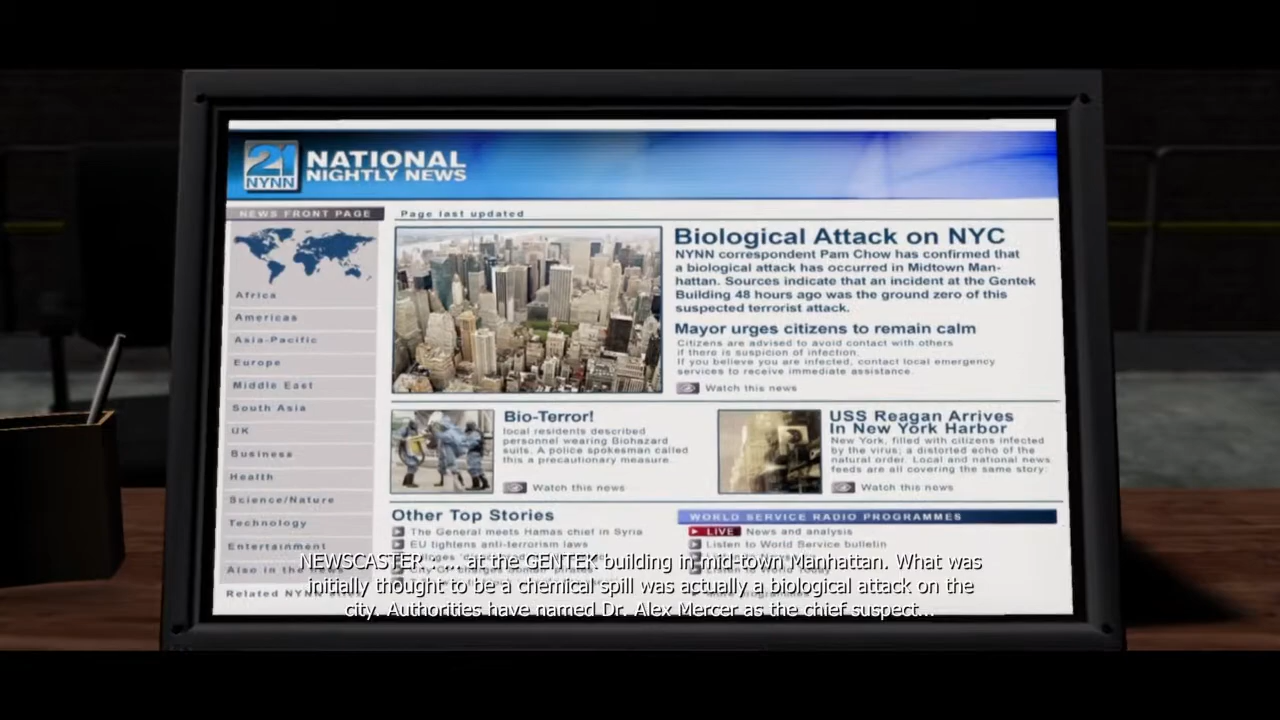 21
NYNN
NATIONAL
NIGHTLY NEWS
NEWS FRONT PAGE
Africa
Americas
Asia-Pacific
Europe
Middle East
South Asia
UK
Business
Health
Science/Nature
Technology
Entertainment
Also in the news
Related NYNN
Page last updated
Biological Attack on NYC
NYNN correspondent Pam Chow has confirmed that
a biological attack has occurred in Midtown Man-
hattan. Sources indicate that an incident at the Gentek
Building 48 hours ago was the ground zero of this
suspected terrorist attack.
Mayor urges citizens to remain calm
Citizens are advised to avoid contact with others
if there is suspicion of infection.
If you believe you are infected, contact local emergency
services to receive immediate assistance.
Watch this news
Bio-Terror!
local residents described
personnel wearing Biohazard
suits. A police spokesman called
this a precautionary measure.
Watch this news
USS Reagan Arrives
In New York Harbor
New York, filled with citizens infected
by the virus; a distorted echo of the
natural order. Local and national news
feeds are all covering the same story:
Watch this news
Other Top Stories
The General meets Hamas chief in Syria
EU tightens anti-terrorism laws
WORLD SERVICE RADIO PROGRAMMES
LIVE News and analysis
Listen to World Service bulletin
NEWSCASTER: ... at the GENTEK building in mid-town Manhattan. What was
initially thought to be a chemical spill was actually a biological attack on the
city. Authorities have named Dr. Alex Mercer as the chief suspect...